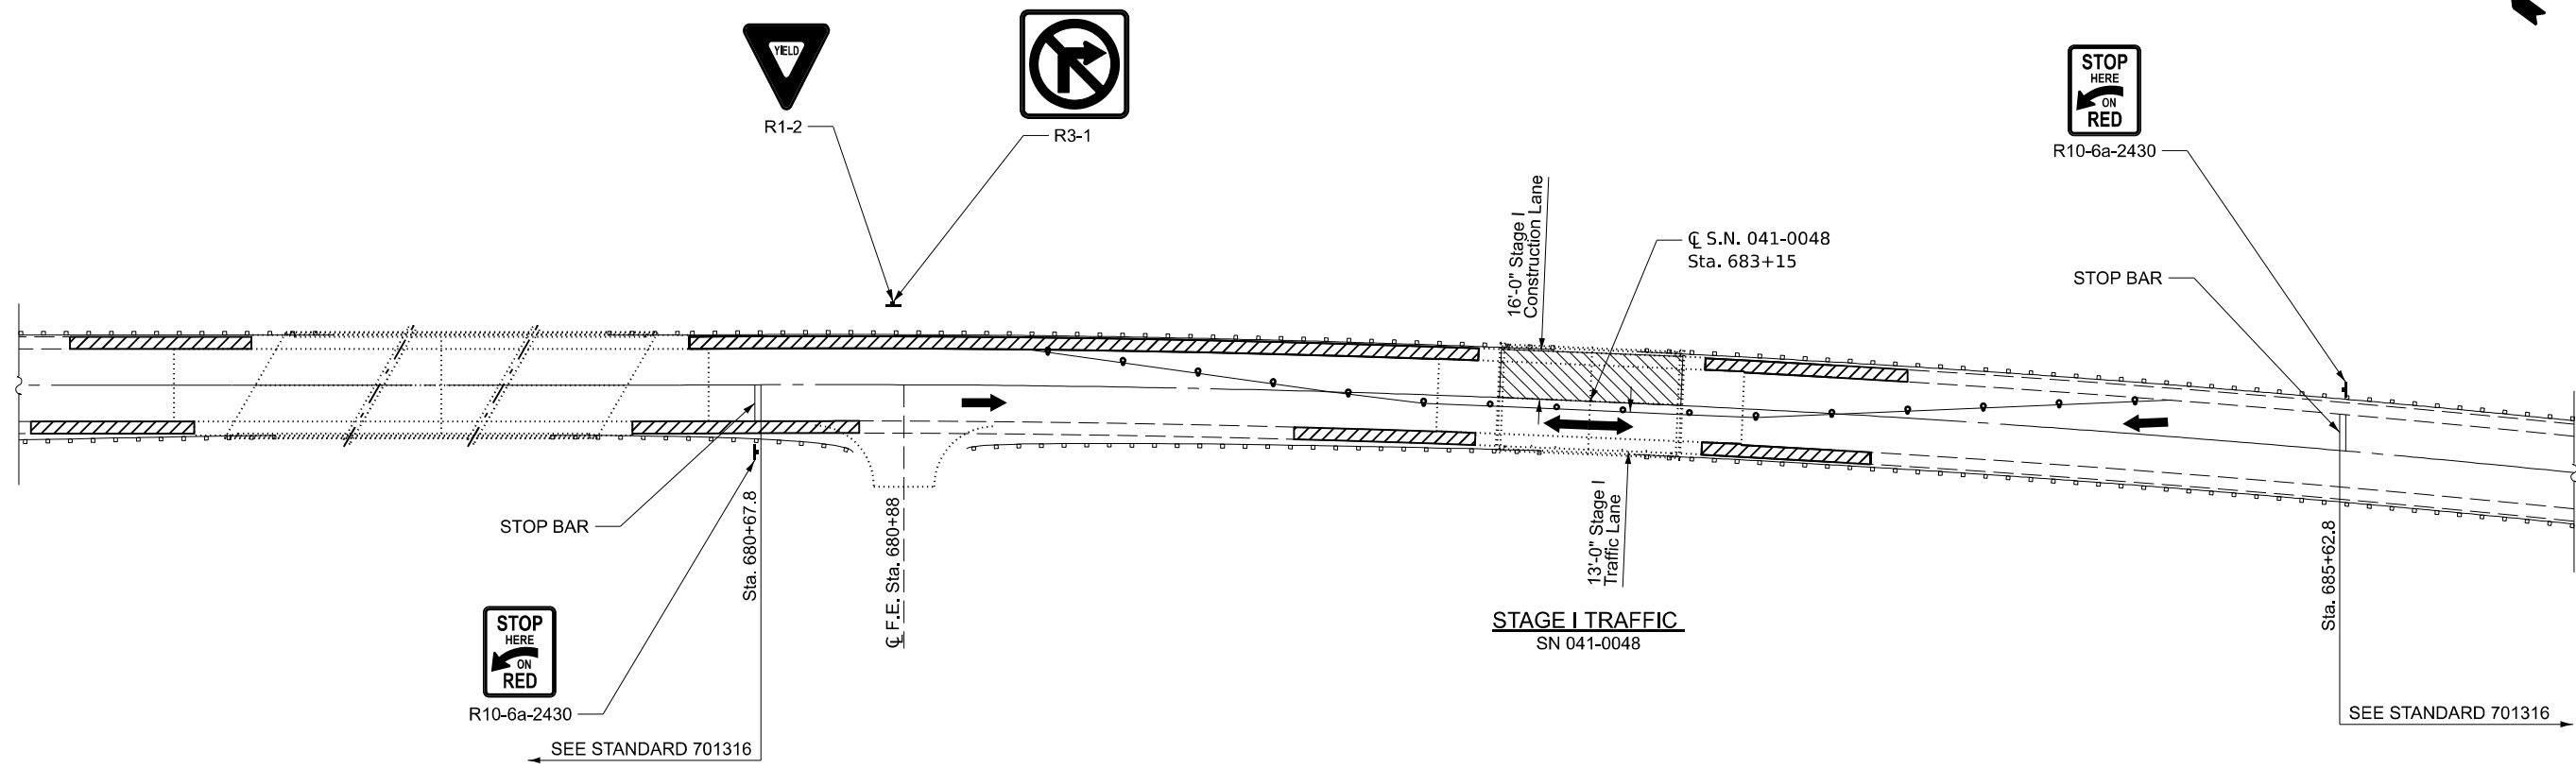 YIELD
R1-2
R3-1
STOP
HERE
ON
RED
R10-6a-2430
16'-0" Stage I
Construction Lane
℄ S.N. 041-0048
Sta. 683+15
STOP BAR
STOP BAR
Sta. 680+67.8
℄ F.E. Sta. 680+88
13'-0" Stage I
Traffic Lane
Sta. 685+62.8
STAGE I TRAFFIC
SN 041-0048
STOP
HERE
ON
RED
R10-6a-2430
SEE STANDARD 701316
SEE STANDARD 701316